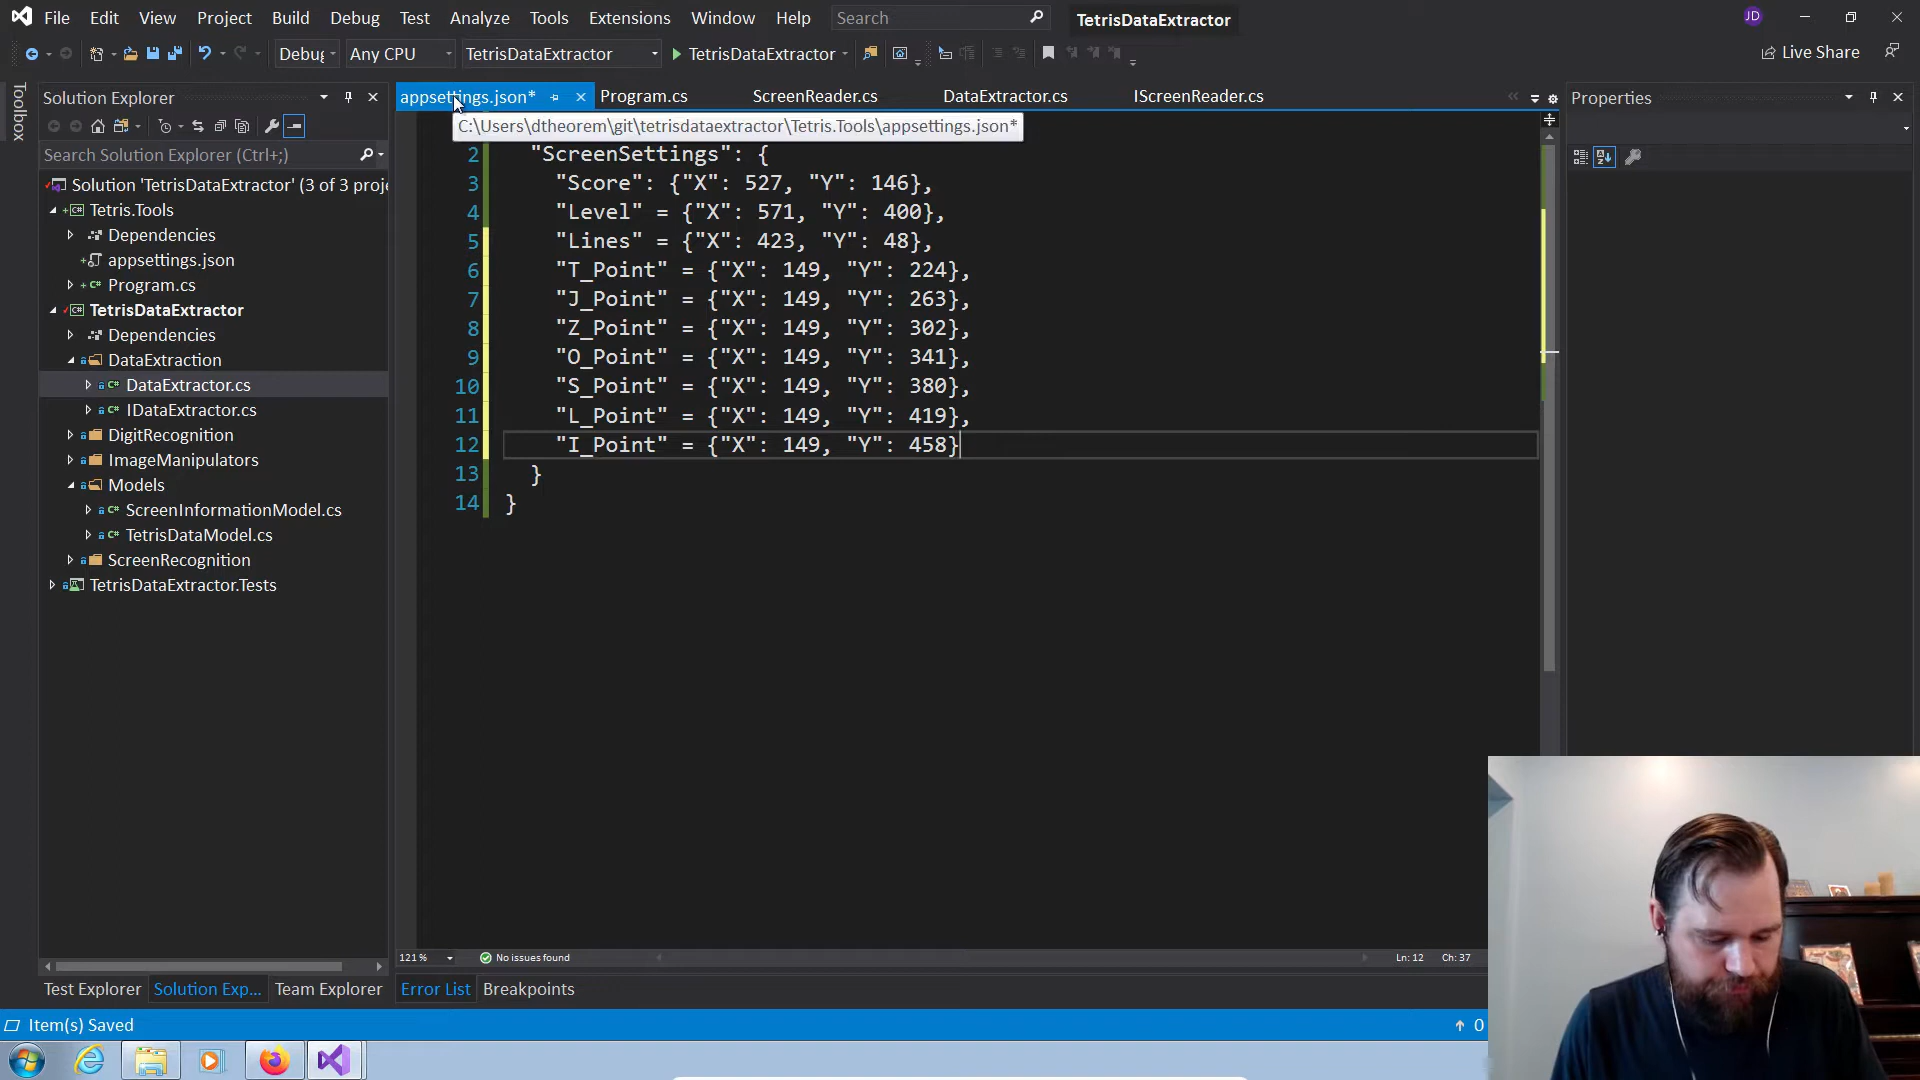 File Edit View Project Build Debug Test Analyze Tools Extensions Window Help Search TetrisDataExtractor JD
Debug Any CPU TetrisDataExtractor TetrisDataExtractor Live Share
Toolbox
Solution Explorer
Search Solution Explorer (Ctrl+;)
Solution 'TetrisDataExtractor' (3 of 3 proje
Tetris.Tools
Dependencies
appsettings.json
Program.cs
TetrisDataExtractor
Dependencies
DataExtraction
DataExtractor.cs
IDataExtractor.cs
DigitRecognition
ImageManipulators
Models
ScreenInformationModel.cs
TetrisDataModel.cs
ScreenRecognition
TetrisDataExtractor.Tests
appsettings.json* Program.cs ScreenReader.cs DataExtractor.cs IScreenReader.cs
C:\Users\dtheorem\git\tetrisdataextractor\Tetris.Tools\appsettings.json*
2 "ScreenSettings": {
3 "Score": {"X": 527, "Y": 146},
4 "Level" = {"X": 571, "Y": 400},
5 "Lines" = {"X": 423, "Y": 48},
6 "T_Point" = {"X": 149, "Y": 224},
7 "J_Point" = {"X": 149, "Y": 263},
8 "Z_Point" = {"X": 149, "Y": 302},
9 "O_Point" = {"X": 149, "Y": 341},
10 "S_Point" = {"X": 149, "Y": 380},
11 "L_Point" = {"X": 149, "Y": 419},
12 "I_Point" = {"X": 149, "Y": 458}
13 }
14 }
Properties
121 % No issues found Ln: 12 Ch: 37
Test Explorer Solution Exp... Team Explorer Error List Breakpoints
Item(s) Saved 0